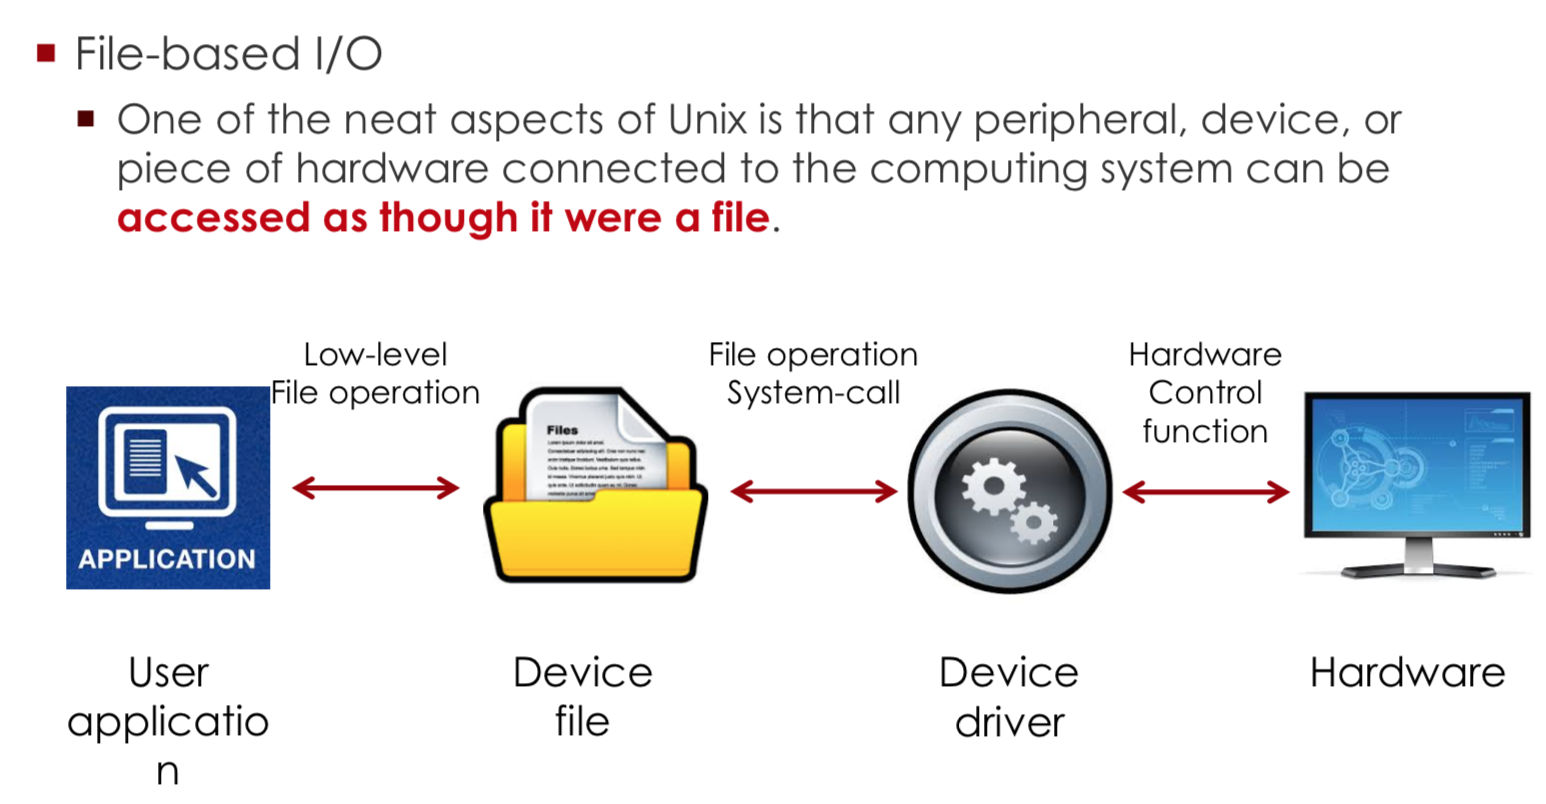 File-based I/O
One of the neat aspects of Unix is that any peripheral, device, or
piece of hardware connected to the computing system can be
accessed as though it were a file.
Low-level
File operation
File operation
System-call
Hardware
Control
function
APPLICATION
Files
User
applicatio
n
Device
file
Device
driver
Hardware